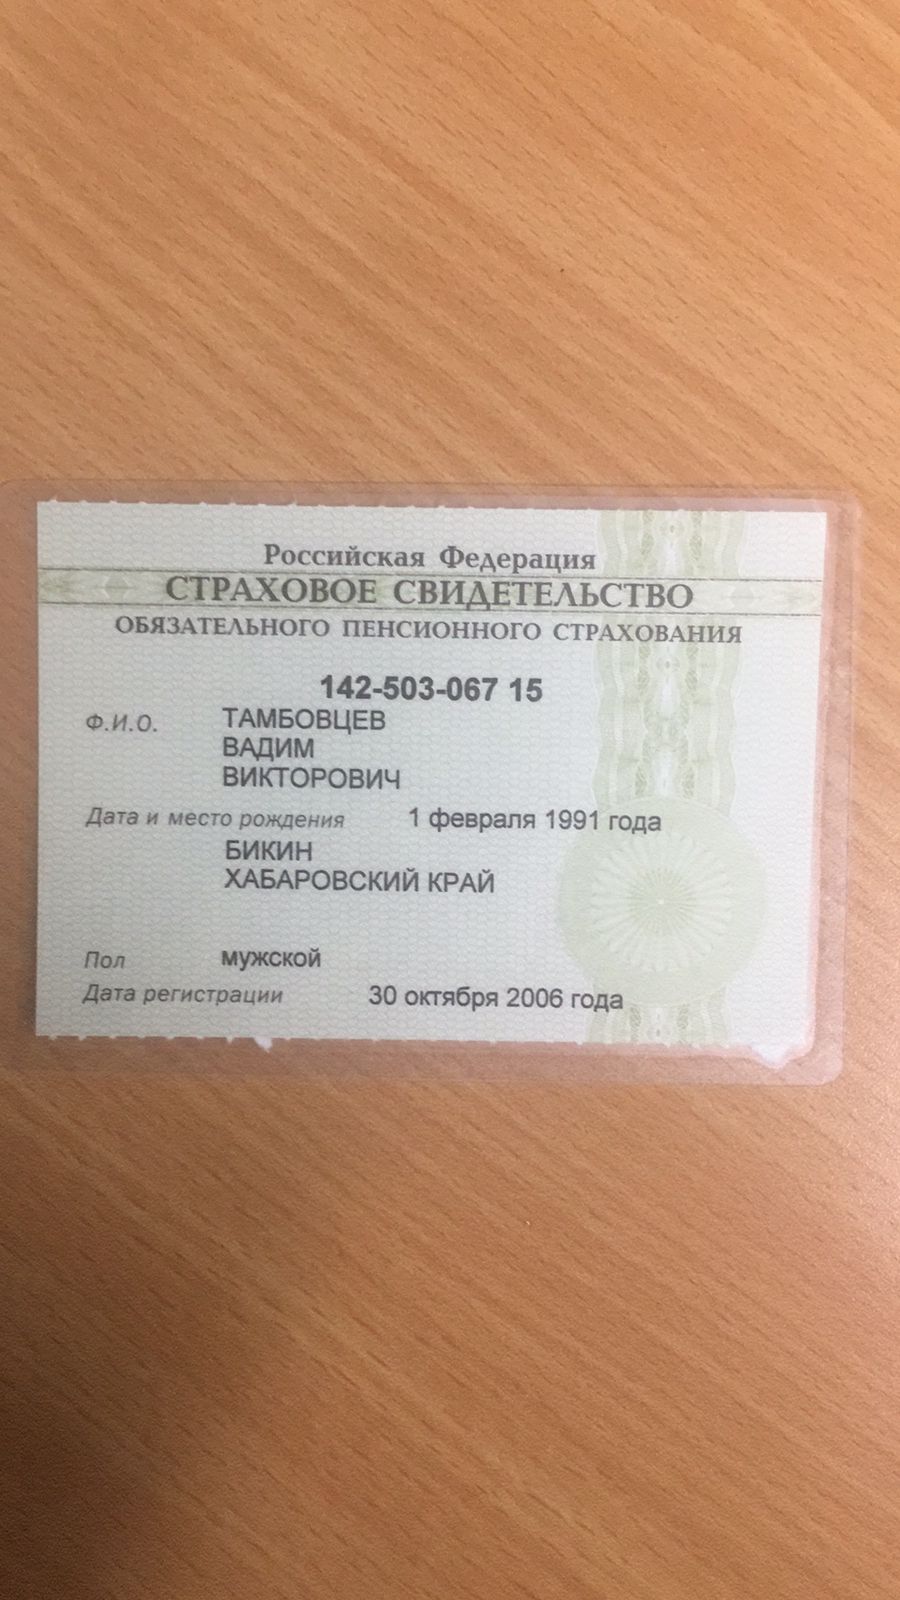 Российская Федерация
СТРАХОВОЕ СВИДЕТЕЛЬСТВО
ОБЯЗАТЕЛЬНОГО ПЕНСИОННОГО СТРАХОВАНИЯ
142-503-067 15
Ф.И.О. ТАМБОВЦЕВ
ВАДИМ
ВИКТОРОВИЧ
Дата и место рождения 1 февраля 1991 года
БИКИН
ХАБАРОВСКИЙ КРАЙ
Пол мужской
Дата регистрации 30 октября 2006 года